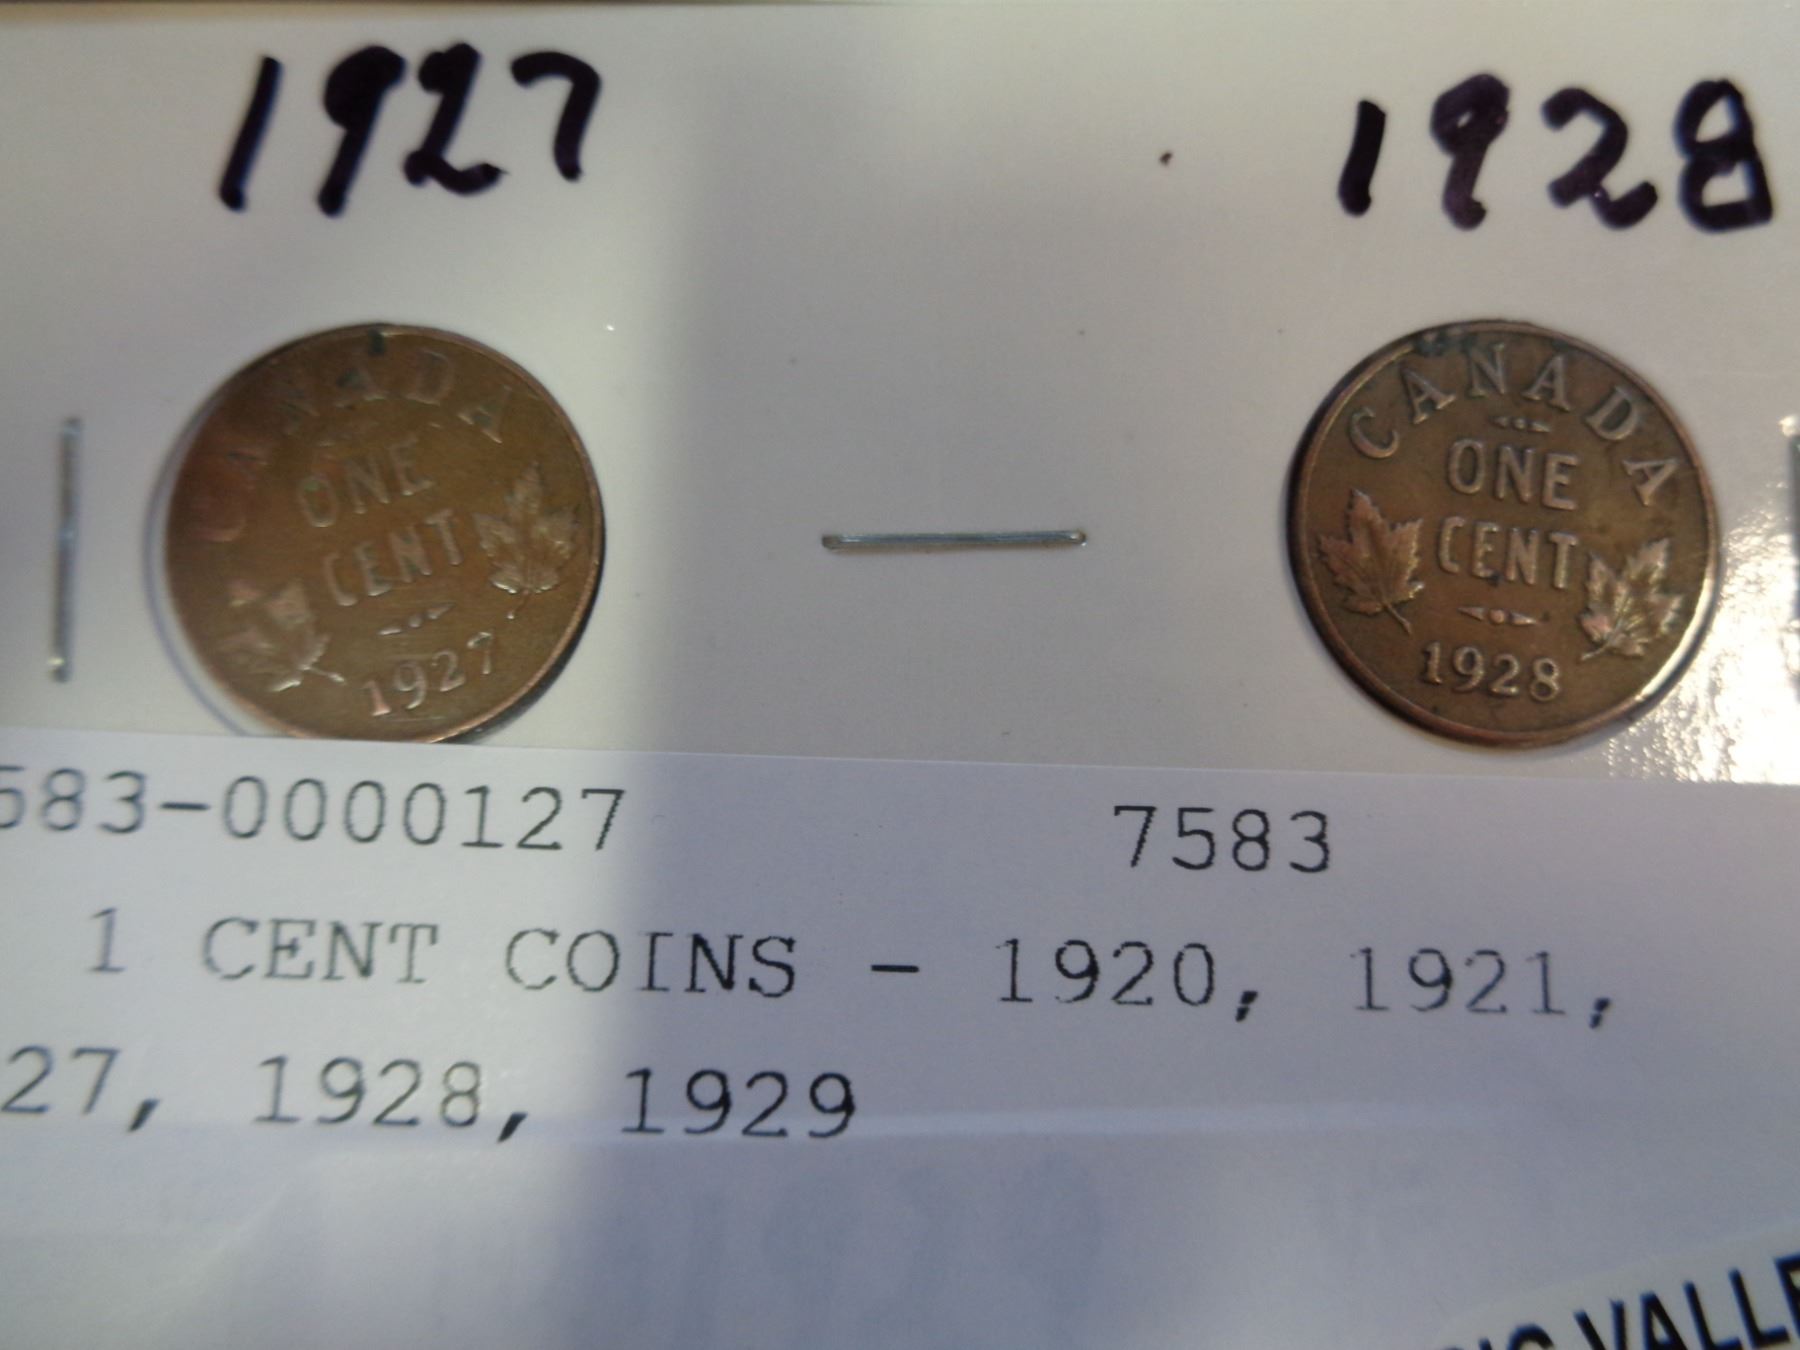 1927 1928
CANADA
ONE
CENT
1927
CANADA
ONE
CENT
1928
583-0000127 7583
1 CENT COINS - 1920, 1921,
27, 1928, 1929
VALLE